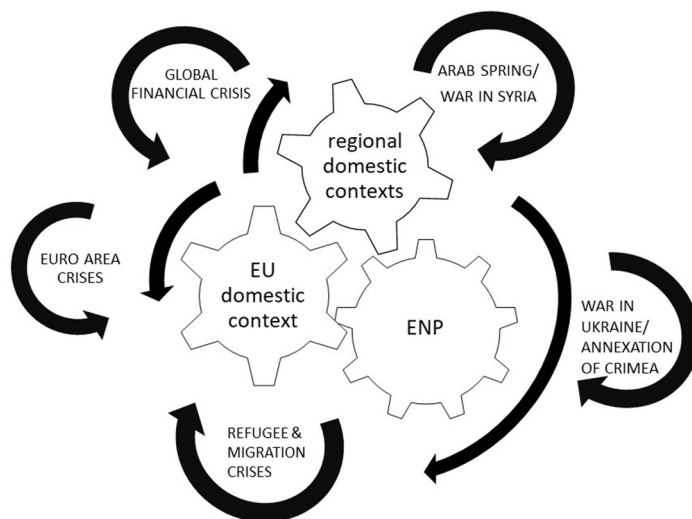 GLOBAL
FINANCIAL CRISIS
ARAB SPRING/
WAR IN SYRIA
regional
domestic
contexts
EURO AREA
CRISES
EU
domestic
context
ENP
WAR IN
UKRAINE/
ANNEXATION
OF CRIMEA
REFUGEE &
MIGRATION
CRISES